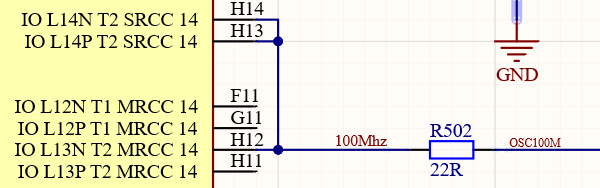 IO L14N T2 SRCC 14 H14
IO L14P T2 SRCC 14 H13
GND
IO L12N T1 MRCC 14 F11
IO L12P T1 MRCC 14 G11
IO L13N T2 MRCC 14 H12 100Mhz R502 OSC100M
IO L13P T2 MRCC 14 H11 22R